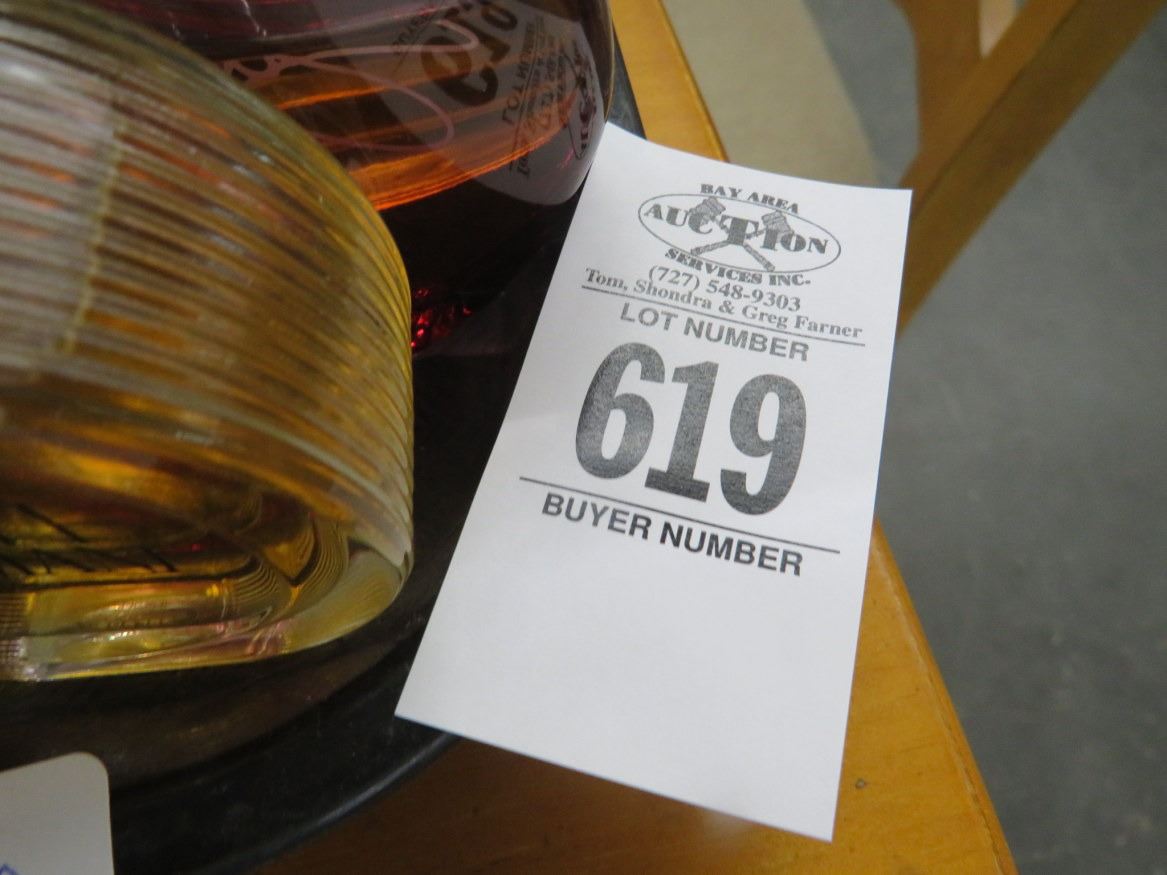 BAY AREA
AUCTION
SERVICES INC.
(727) 548-9303
Tom, Shondra & Greg Farner
LOT NUMBER
619
BUYER NUMBER